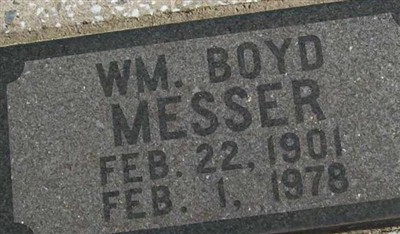 WM. BOYD
MESSER
FEB. 22, 1901
FEB. 1, 1978